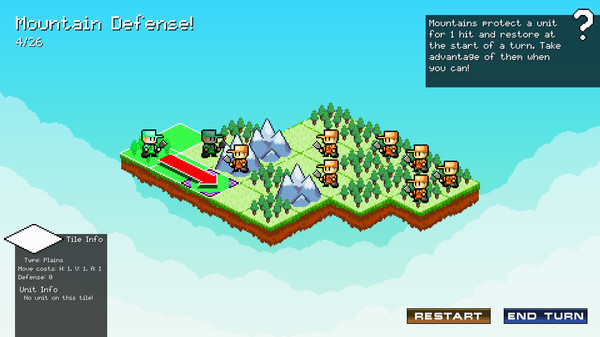 Mountain Defense!
4/26
Mountains protect a unit
for 1 hit and restore at
the start of a turn. Take
advantage of them when
you can!
?
Tile Info
Type: Plains
Move costs: H: 1, V: 1, A: 1
Defense: 0
Unit Info
No unit on this tile!
RESTART
END TURN